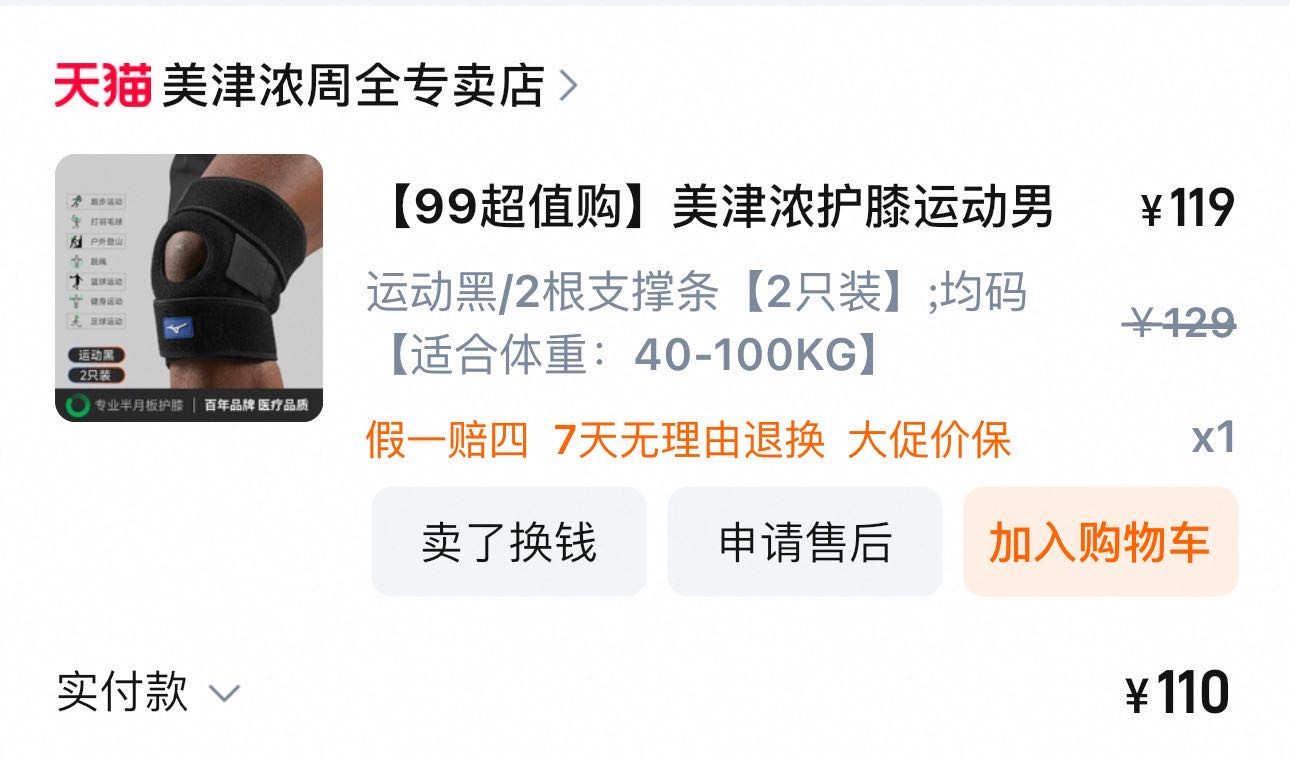 天猫 美津浓周全专卖店
【99超值购】美津浓护膝运动男 ¥119
运动黑/2根支撑条【2只装】;均码 ¥129
【适合体重：40-100KG】
假一赔四 7天无理由退换 大促价保 x1
跑步运动
打羽毛球
户外登山
跳绳
篮球运动
健身运动
足球运动
运动黑
2只装
专业半月板护膝 | 百年品牌 医疗品质
卖了换钱 申请售后 加入购物车
实付款 ¥110